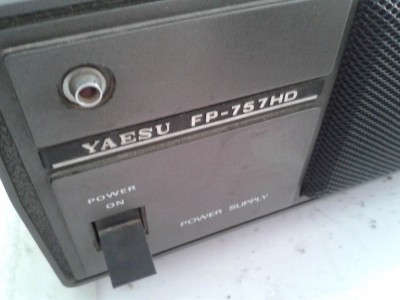 YAESU FP-757HD
POWER
ON
POWER SUPPLY